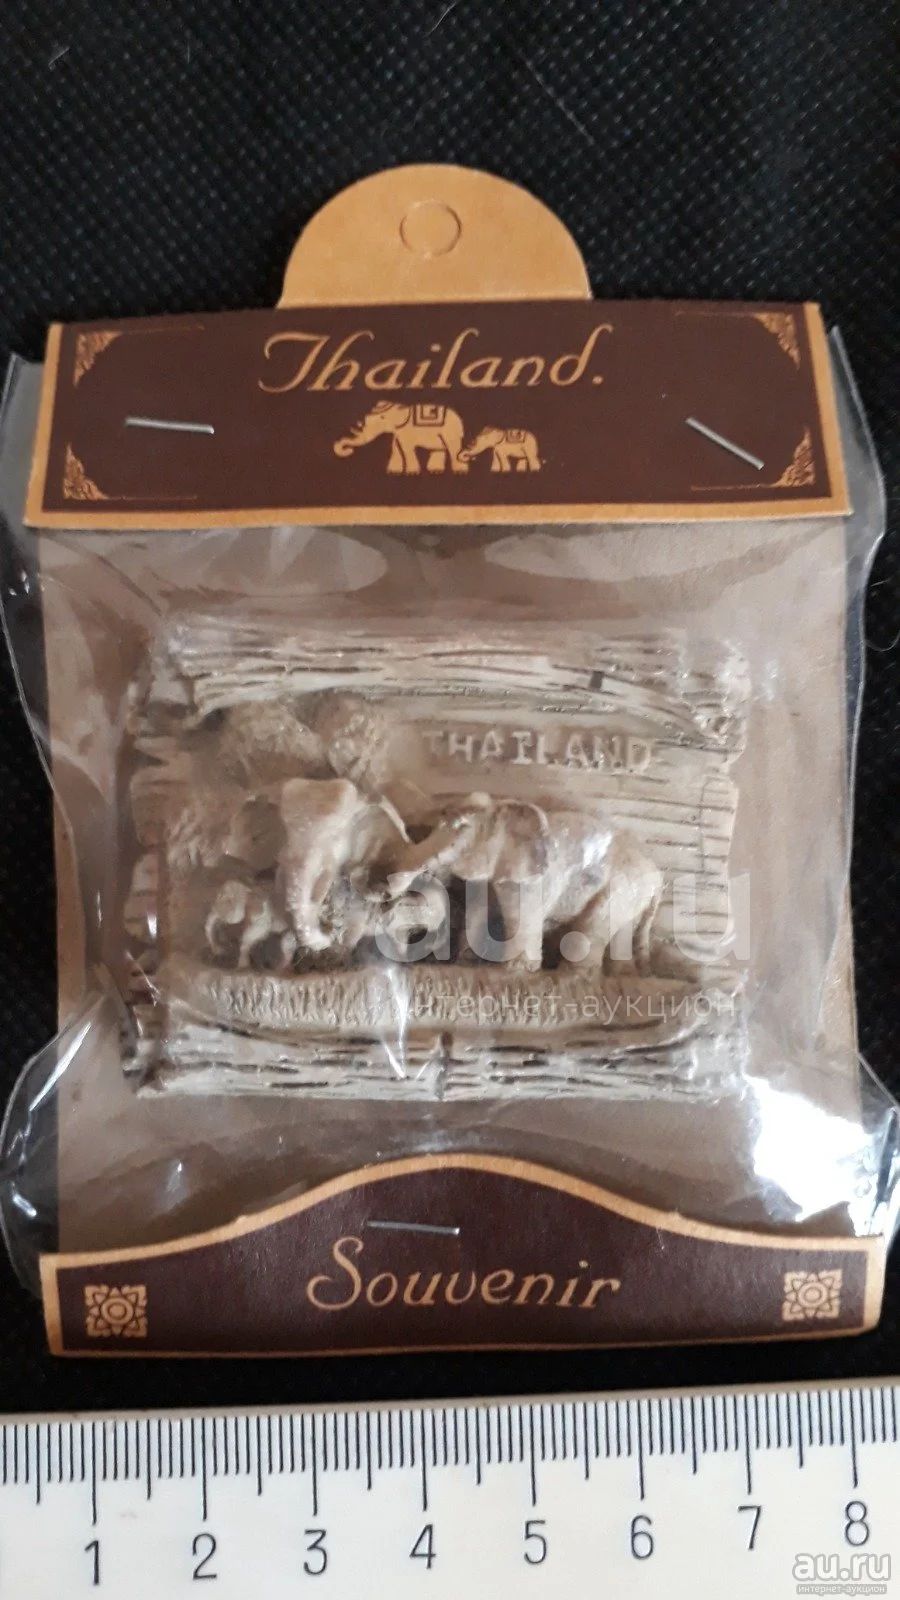 Thailand.
THAILAND
au.ru
интернет-аукцион
Souvenir
1 2 3 4 5 6 7 8
au.ru
интернет-аукцион